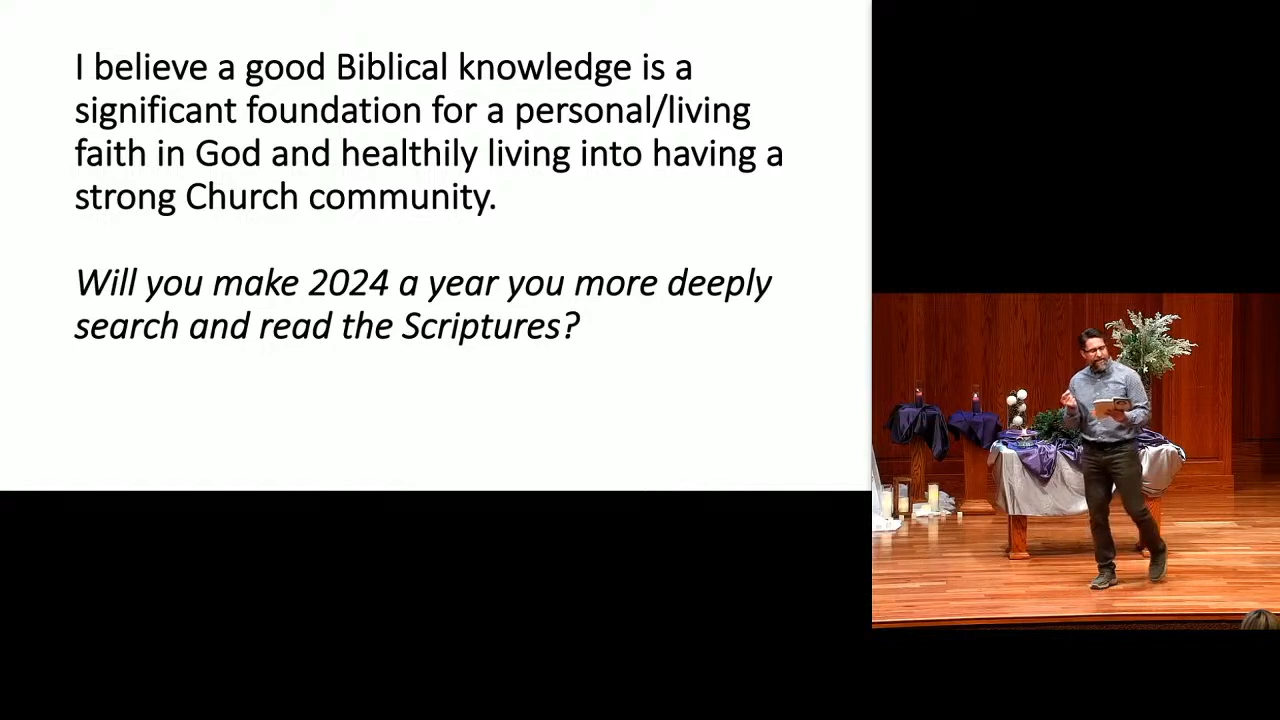 I believe a good Biblical knowledge is a
significant foundation for a personal/living
faith in God and healthily living into having a
strong Church community.
Will you make 2024 a year you more deeply
search and read the Scriptures?